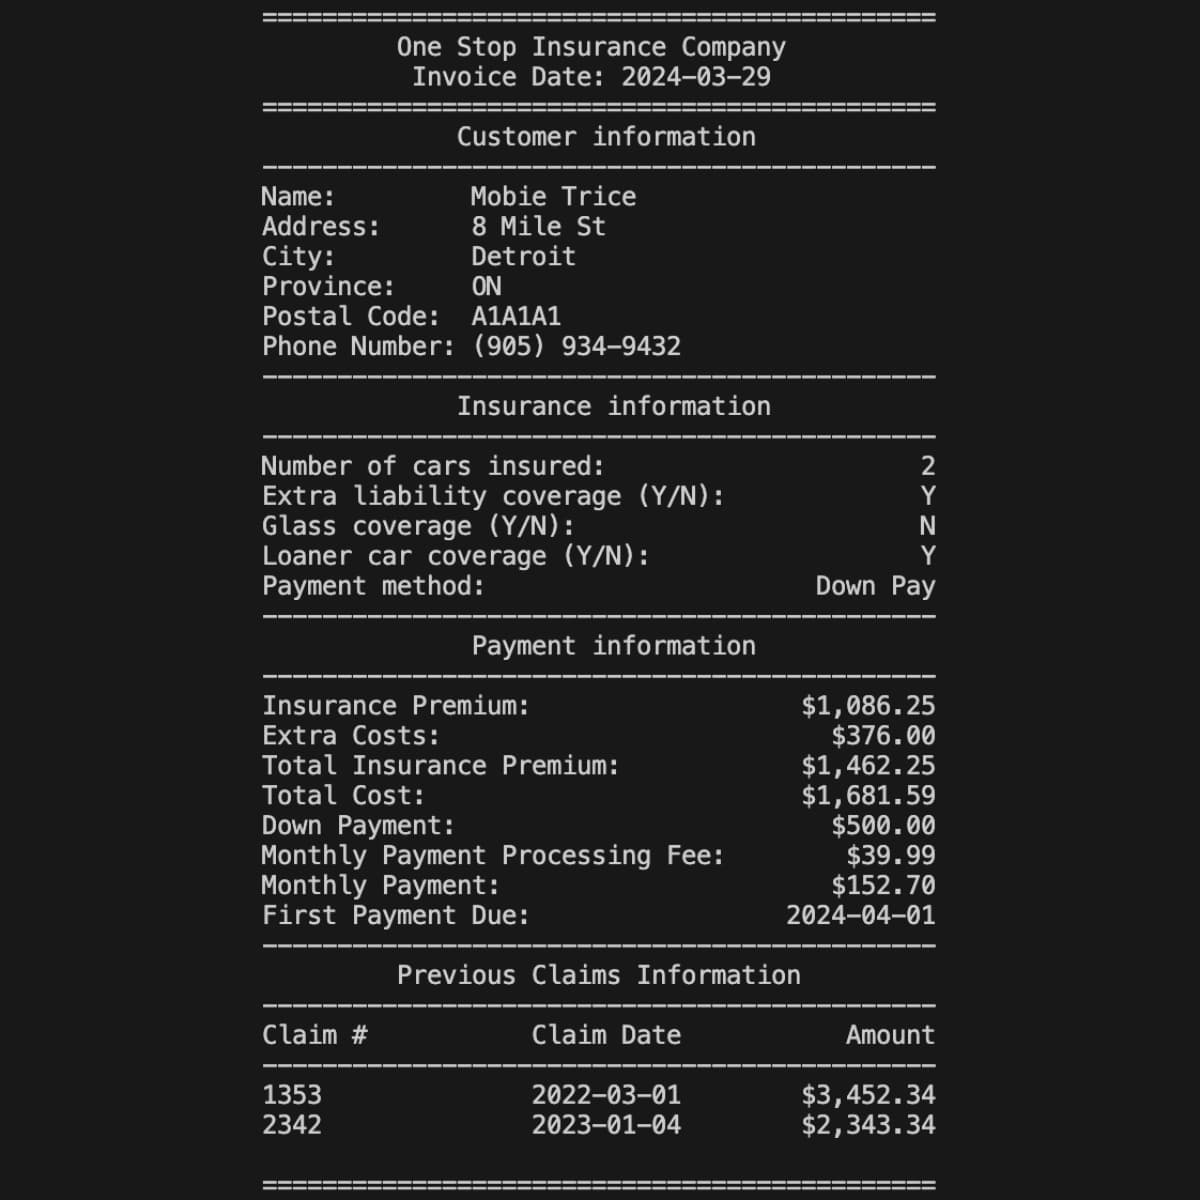 One Stop Insurance Company
Invoice Date: 2024-03-29
Customer information
Name: Mobie Trice
Address: 8 Mile St
City: Detroit
Province: ON
Postal Code: A1A1A1
Phone Number: (905) 934-9432
Insurance information
Number of cars insured: 2
Extra liability coverage (Y/N): Y
Glass coverage (Y/N): N
Loaner car coverage (Y/N): Y
Payment method: Down Pay
Payment information
Insurance Premium: $1,086.25
Extra Costs: $376.00
Total Insurance Premium: $1,462.25
Total Cost: $1,681.59
Down Payment: $500.00
Monthly Payment Processing Fee: $39.99
Monthly Payment: $152.70
First Payment Due: 2024-04-01
Previous Claims Information
Claim # Claim Date Amount
1353 2022-03-01 $3,452.34
2342 2023-01-04 $2,343.34